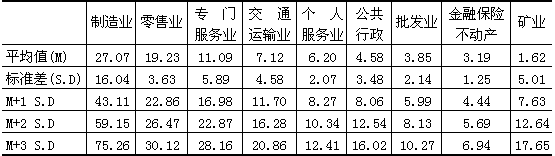 制造业 零售业 专门服务业 交通运输业 个人服务业 公共行政 批发业 金融保险不动产 矿业
平均值(M) 27.07 19.23 11.09 7.12 6.20 4.58 3.85 3.19 1.62
标准差(S.D) 16.04 3.63 5.89 4.58 2.07 3.48 2.14 1.25 5.01
M+1 S.D 43.11 22.86 16.98 11.70 8.27 8.06 5.99 4.44 7.63
M+2 S.D 59.15 26.47 22.87 16.28 10.34 12.54 8.13 5.69 12.64
M+3 S.D 75.26 30.12 28.16 20.86 12.41 16.02 10.27 6.94 17.65